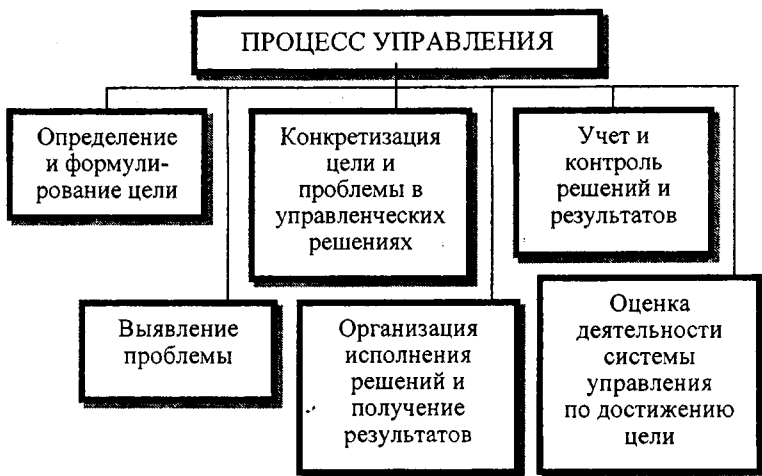 ПРОЦЕСС УПРАВЛЕНИЯ
Определение
и формули-
рование цели
Конкретизация
цели и
проблемы в
управленческих
решениях
Учет и
контроль
решений и
результатов
Выявление
проблемы
Организация
исполнения
решений и
получение
результатов
Оценка
деятельности
системы
управления
по достижению
цели